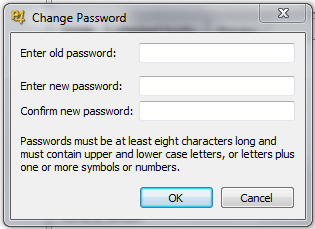 Change Password
Enter old password:
Enter new password:
Confirm new password:
Passwords must be at least eight characters long and
must contain upper and lower case letters, or letters plus
one or more symbols or numbers.
OK
Cancel